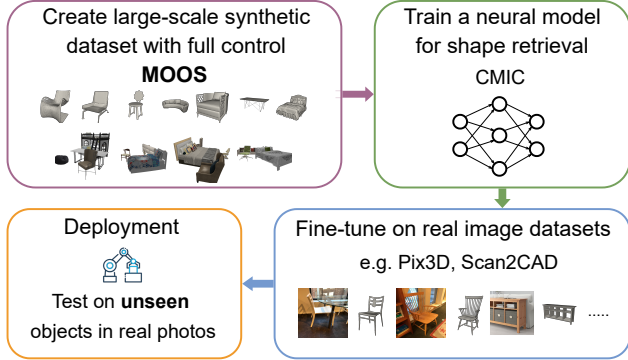 Create large-scale synthetic
dataset with full control
MOOS
Train a neural model
for shape retrieval
CMIC
Fine-tune on real image datasets
e.g. Pix3D, Scan2CAD
.....
Deployment
Test on unseen
objects in real photos